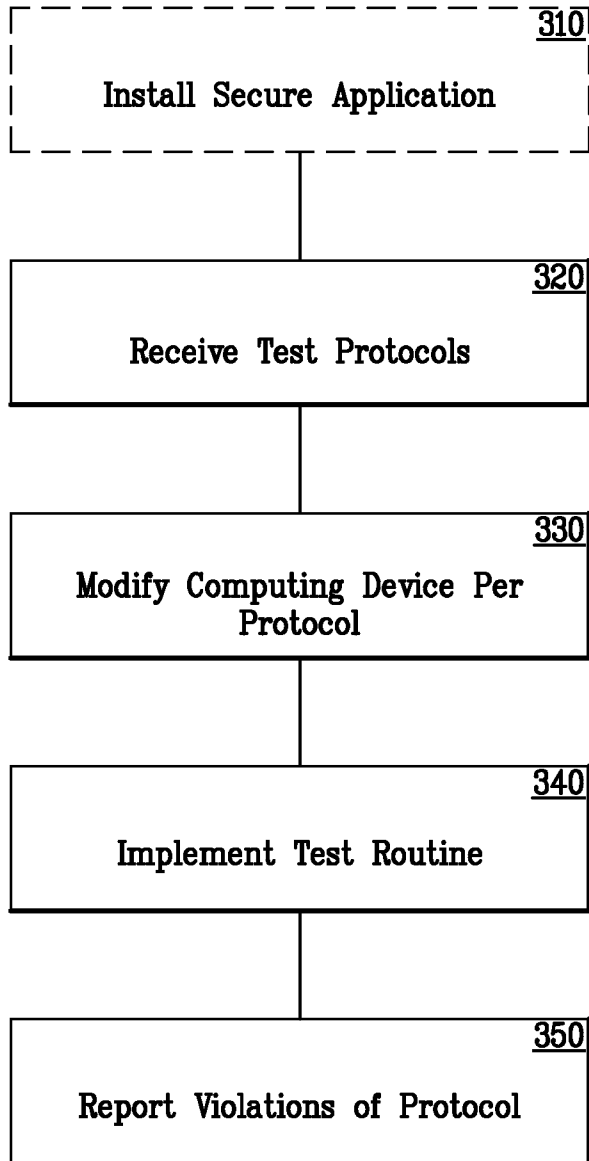 310
Install Secure Application
320
Receive Test Protocols
330
Modify Computing Device Per
Protocol
340
Implement Test Routine
350
Report Violations of Protocol